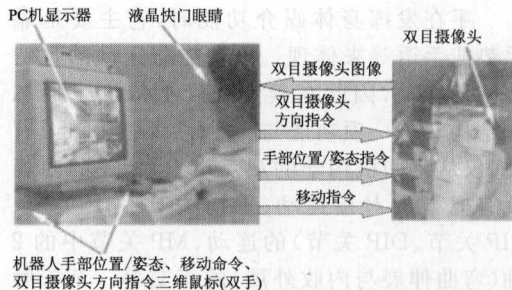 PC机显示器
液晶快门眼睛
双目摄像头
双目摄像头图像
双目摄像头
方向指令
手部位置/姿态指令
移动指令
机器人手部位置/姿态、移动命令、
双目摄像头方向指令三维鼠标(双手)